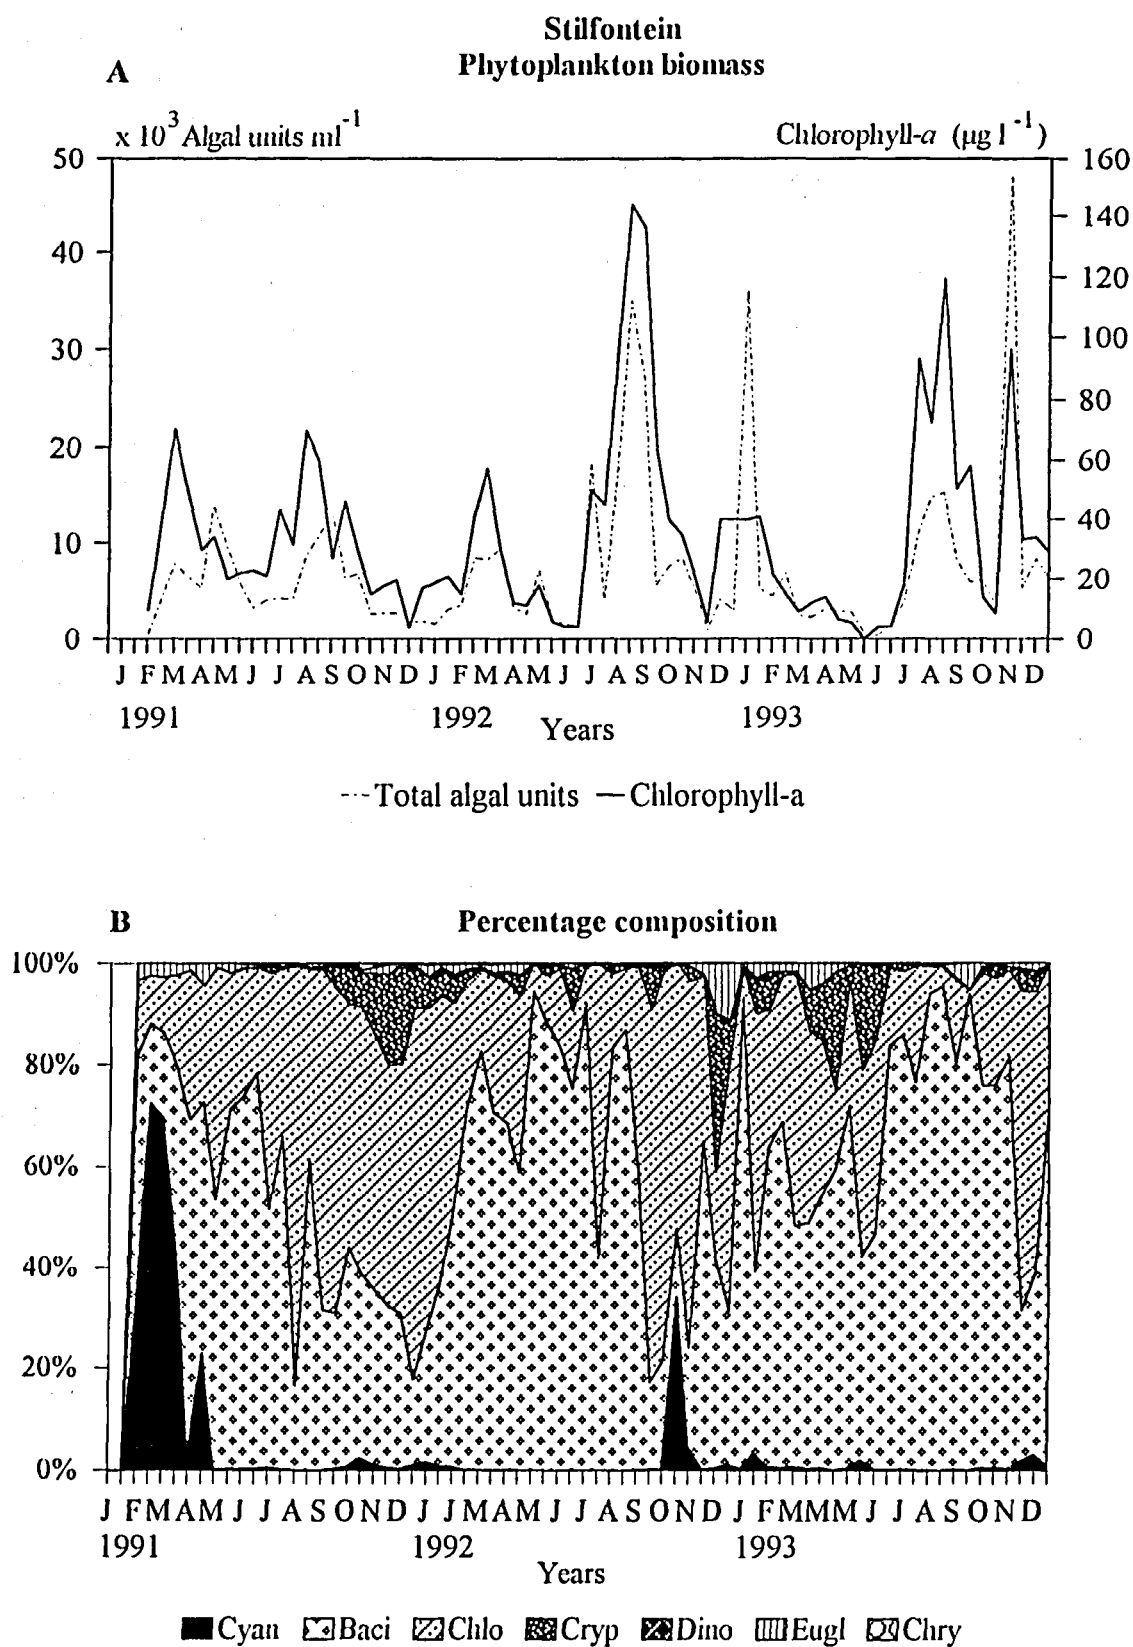 Stilfontein
Phytoplankton biomass
A
x 10³ Algal units ml⁻¹
Chlorophyll-a (µg l⁻¹)
50
40
30
20
10
0
160
140
120
100
80
60
40
20
0
J F M A M J J A S O N D J F M A M J J A S O N D J F M A M J J A S O N D
1991 1992 1993
Years
Total algal units Chlorophyll-a
B
Percentage composition
100%
80%
60%
40%
20%
0%
J F M A M J J A S O N D J F M A M J J A S O N D J F M M M J J A S O N D
1991 1992 1993
Years
Cyan Baci Chlo Cryp Dino Eugl Chry